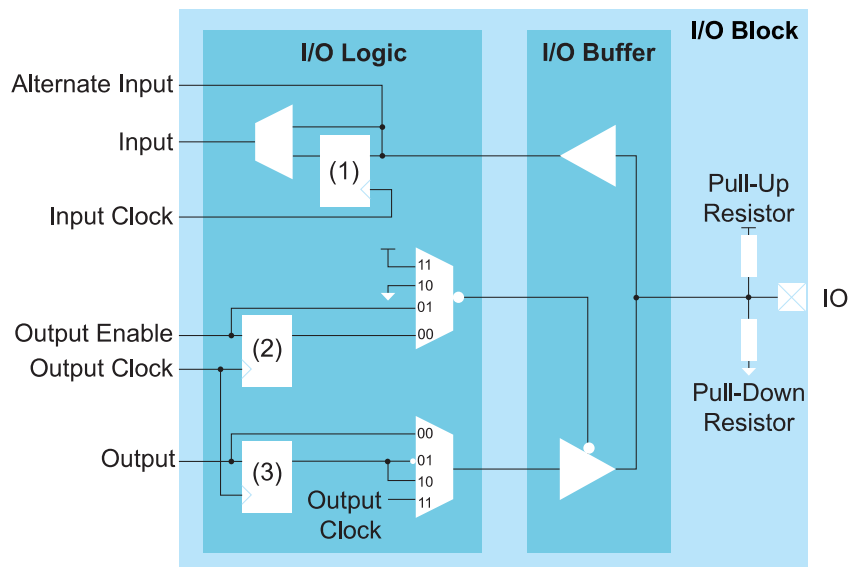 I/O Block
I/O Logic
I/O Buffer
Alternate Input
Input
(1)
Input Clock
Pull-Up
Resistor
11
10
01
00
IO
Output Enable
(2)
Output Clock
Pull-Down
Resistor
00
Output
01
(3)
10
11
Output
Clock